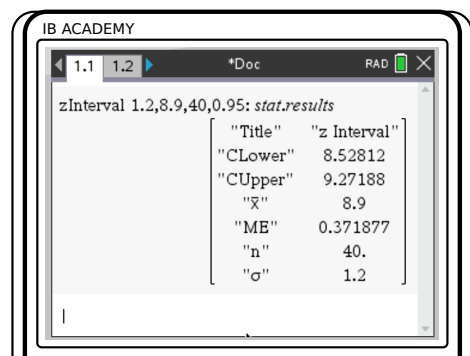 IB ACADEMY
1.1 1.2 *Doc RAD
zInterval 1.2,8.9,40,0.95: stat.results
"Title" "z Interval"
"CLower" 8.52812
"CUpper" 9.27188
"x̄" 8.9
"ME" 0.371877
"n" 40.
"σ" 1.2